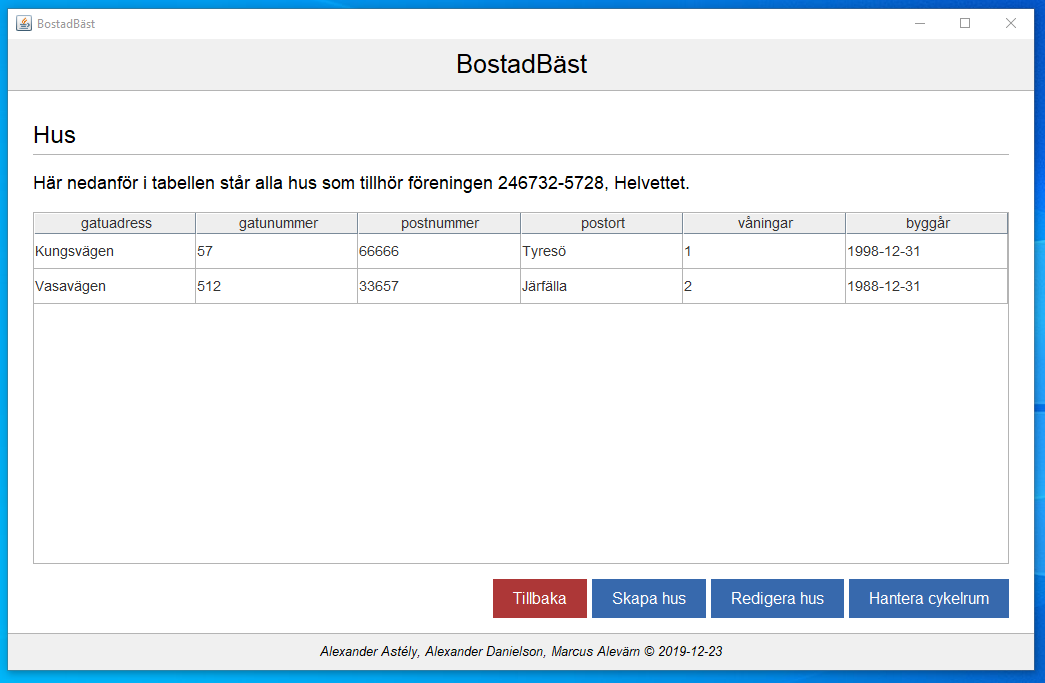 BostadBäst
BostadBäst
Hus
Här nedanför i tabellen står alla hus som tillhör föreningen 246732-5728, Helvettet.
gatuadress gatunummer postnummer postort våningar byggår
Kungsvägen 57 66666 Tyresö 1 1998-12-31
Vasavägen 512 33657 Järfälla 2 1988-12-31
Tillbaka Skapa hus Redigera hus Hantera cykelrum
Alexander Astély, Alexander Danielson, Marcus Alevärn © 2019-12-23